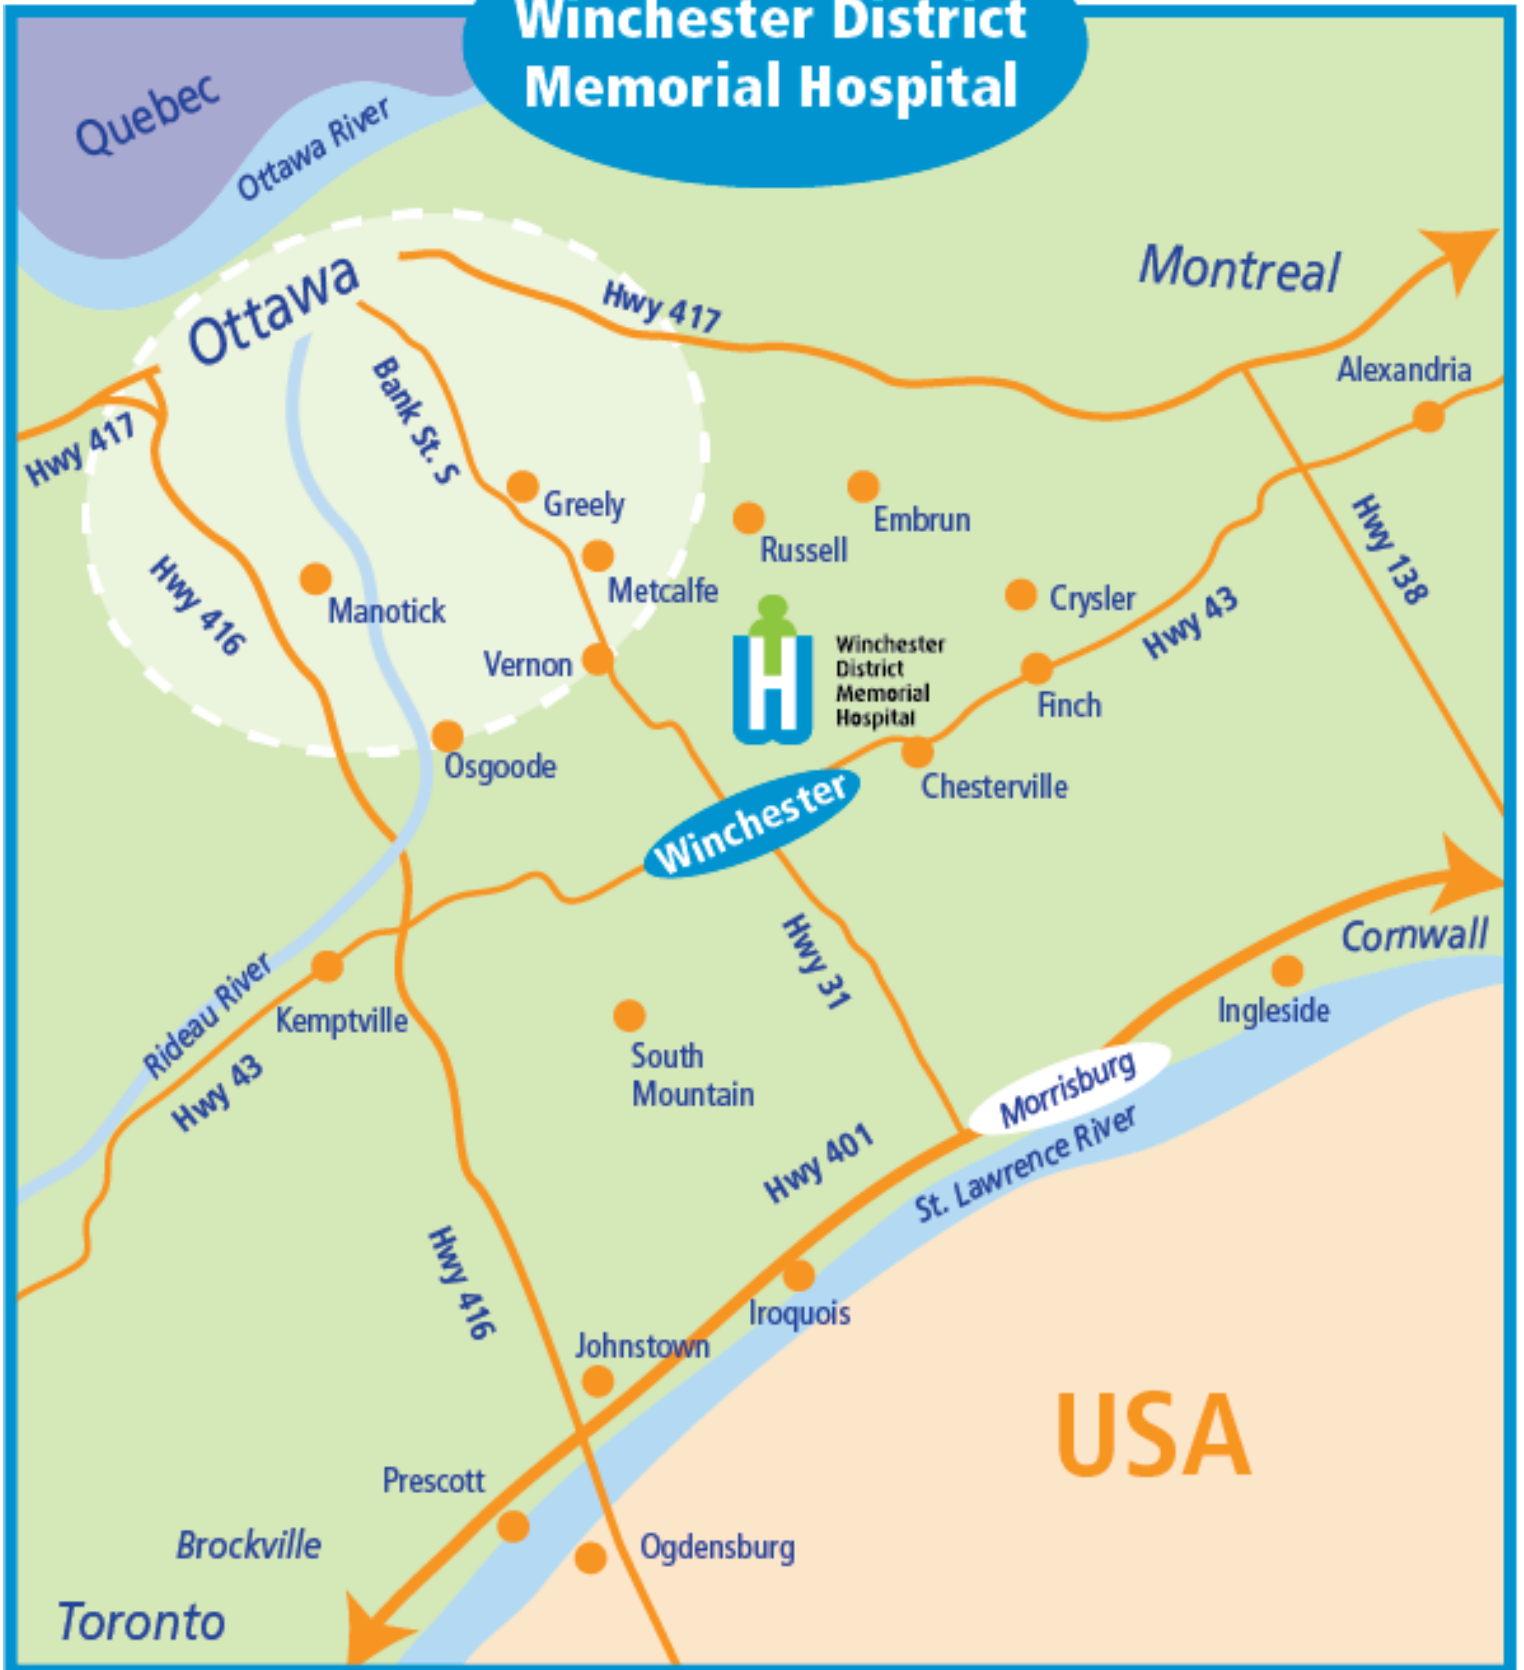 Winchester District
Memorial Hospital
Quebec
Ottawa River
Ottawa
Hwy 417
Montreal
Alexandria
Hwy 417
Bank St. S
Greely
Embrun
Russell
Hwy 138
Hwy 416
Manotick
Metcalfe
Crysler
Hwy 43
Vernon
Winchester
District
Memorial
Hospital
Finch
Osgoode
Chesterville
Winchester
Hwy 31
Cornwall
Ingleside
Rideau River
Kemptville
Hwy 43
South
Mountain
Morrisburg
Hwy 401
St. Lawrence River
Hwy 416
Iroquois
Johnstown
USA
Prescott
Brockville
Ogdensburg
Toronto